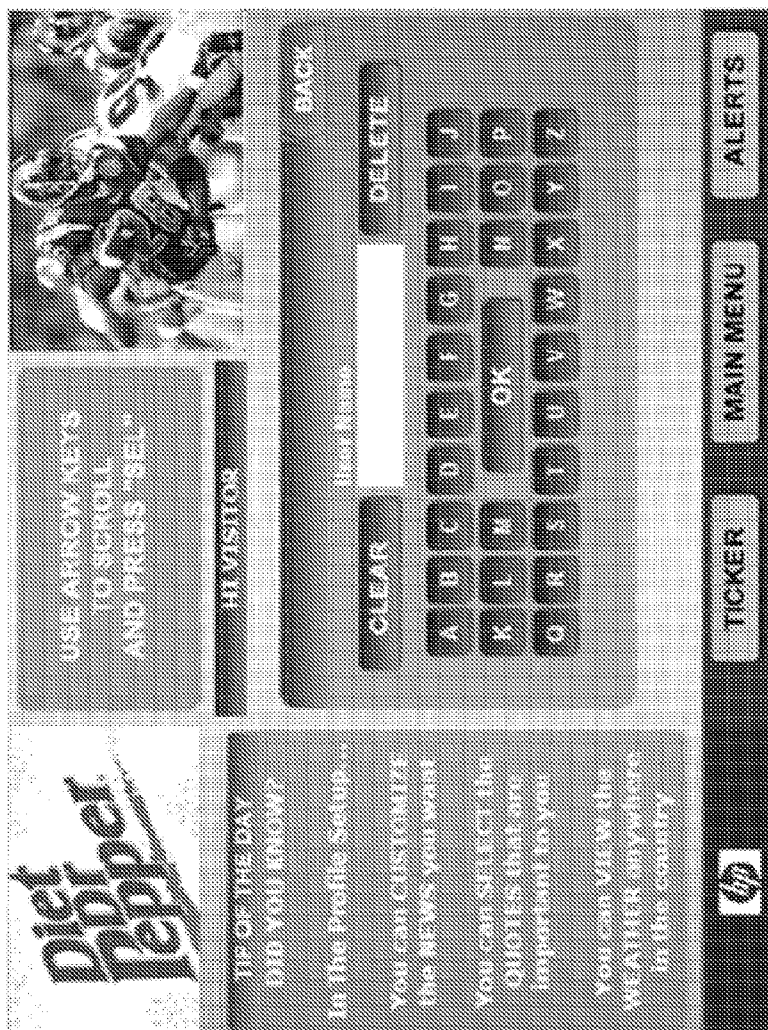 Diet
Dr
Pepper
USE ARROW KEYS
TO SCROLL
AND PRESS "SEL"
HI VISITOR
TIP OF THE DAY
DID YOU KNOW?
In The Profile Setup...
You can CUSTOMIZE
the NEWS you want
You can SELECT the
QUOTES that are
important to you
You can VIEW the
WEATHER anywhere
in the country
BACK
User Name
CLEAR
DELETE
A B C D E F G H I J
K L M OK N O P
Q R S T U V W X Y Z
hp
TICKER
MAIN MENU
ALERTS